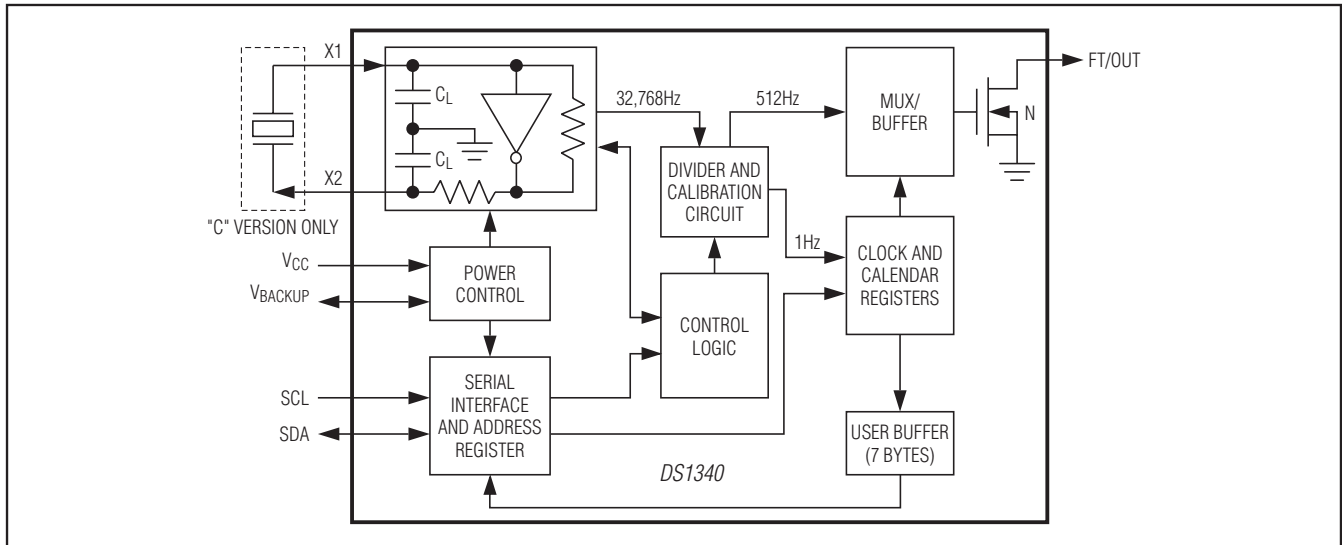 X1
X2
"C" VERSION ONLY
CL
CL
32,768Hz
512Hz
MUX/
BUFFER
N
FT/OUT
DIVIDER AND
CALIBRATION
CIRCUIT
1Hz
CLOCK AND
CALENDAR
REGISTERS
VCC
VBACKUP
POWER
CONTROL
CONTROL
LOGIC
SCL
SDA
SERIAL
INTERFACE
AND ADDRESS
REGISTER
USER BUFFER
(7 BYTES)
DS1340